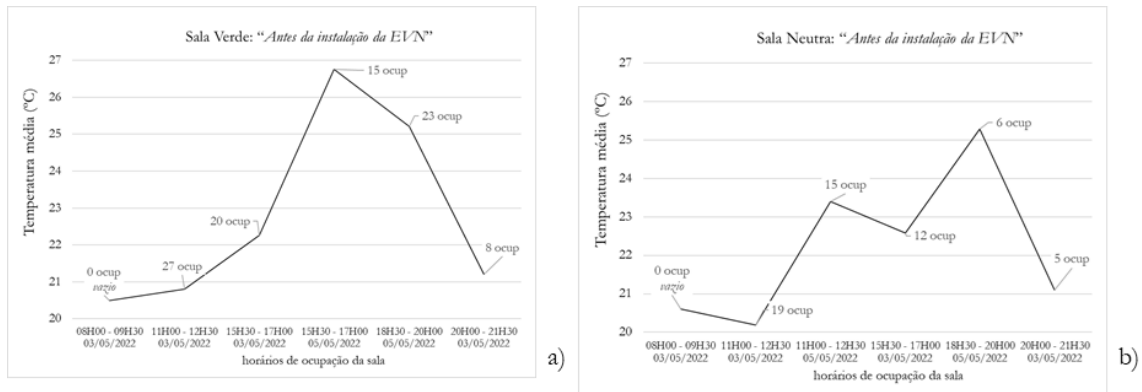 Sala Verde: “Antes da instalação da EVN”
Temperatura média (ºC)
27
26
25
24
23
22
21
20
0 ocup
vazio
27 ocup
20 ocup
15 ocup
23 ocup
8 ocup
08H00 - 09H30 11H00 - 12H30 15H30 - 17H00 15H30 - 17H00 18H30 - 20H00 20H00 - 21H30
03/05/2022 03/05/2022 03/05/2022 05/05/2022 05/05/2022 03/05/2022
horários de ocupação da sala
a)
Sala Neutra: “Antes da instalação da EVN”
Temperatura média (ºC)
27
26
25
24
23
22
21
20
0 ocup
vazio
19 ocup
15 ocup
12 ocup
6 ocup
5 ocup
08H00 - 09H30 11H00 - 12H30 11H00 - 12H30 15H30 - 17H00 18H30 - 20H00 20H00 - 21H30
03/05/2022 03/05/2022 05/05/2022 03/05/2022 05/05/2022 03/05/2022
horários de ocupação da sala
b)